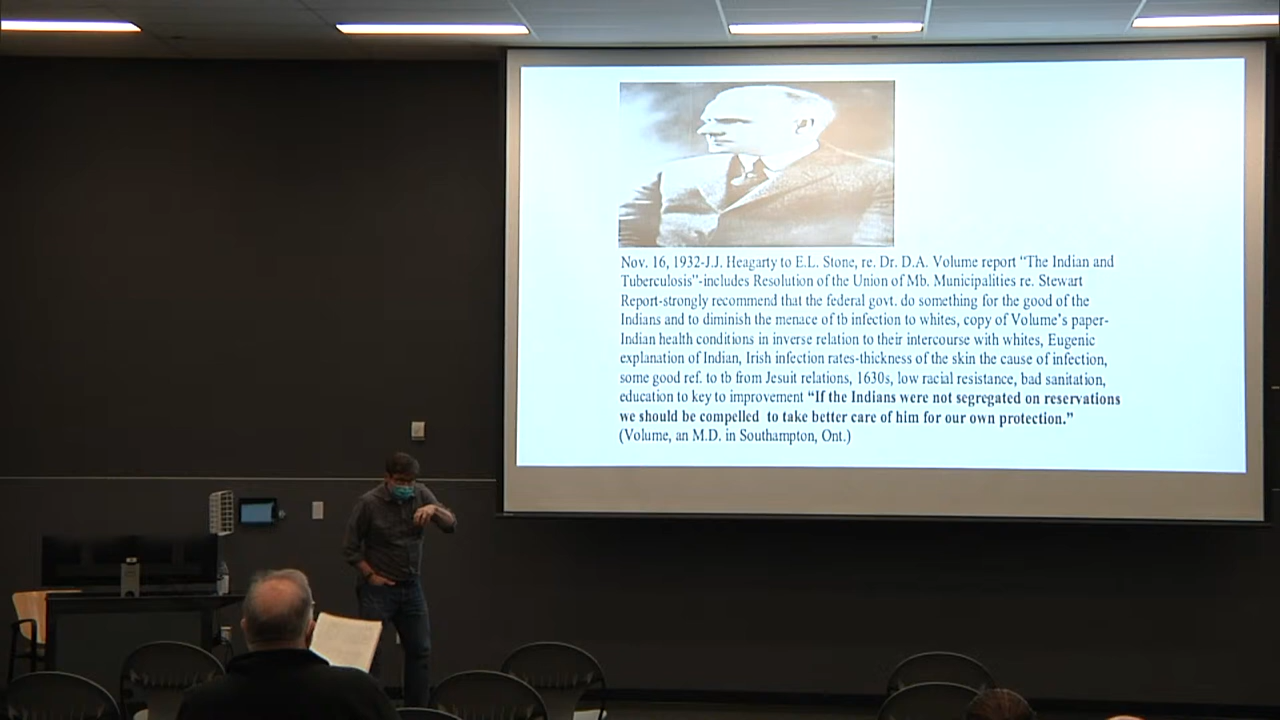 Nov. 16, 1932-J.J. Heagarty to E.L. Stone, re. Dr. D.A. Volume report “The Indian and
Tuberculosis”-includes Resolution of the Union of Mb. Municipalities re. Stewart
Report-strongly recommend that the federal govt. do something for the good of the
Indians and to diminish the menace of tb infection to whites, copy of Volume’s paper-
Indian health conditions in inverse relation to their intercourse with whites, Eugenic
explanation of Indian, Irish infection rates-thickness of the skin the cause of infection,
some good ref. to tb from Jesuit relations, 1630s, low racial resistance, bad sanitation,
education to key to improvement “If the Indians were not segregated on reservations
we should be compelled to take better care of him for our own protection.”
(Volume, an M.D. in Southampton, Ont.)